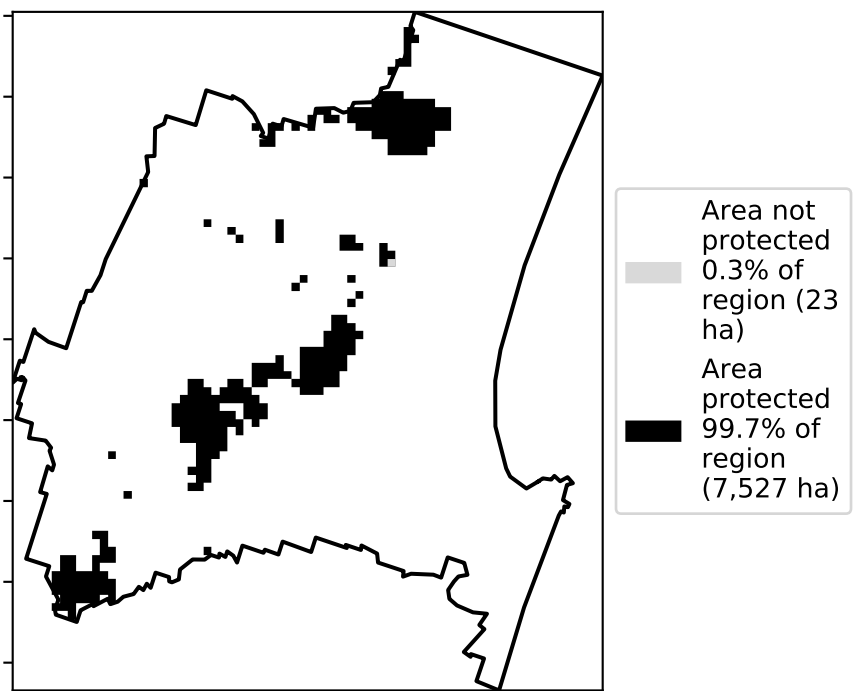 Area not
protected
0.3% of
region (23
ha)
Area
protected
99.7% of
region
(7,527 ha)